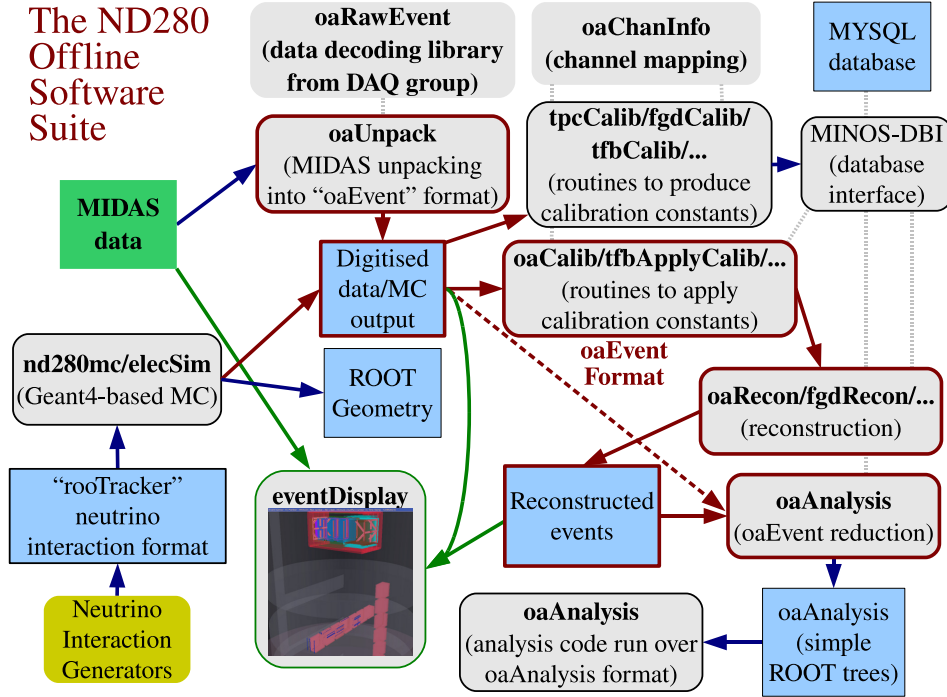 The ND280
Offline
Software
Suite
oaRawEvent
(data decoding library
from DAQ group)
oaChanInfo
(channel mapping)
MYSQL
database
oaUnpack
(MIDAS unpacking
into “oaEvent” format)
tpcCalib/fgdCalib/
tfbCalib/...
(routines to produce
calibration constants)
MINOS-DBI
(database
interface)
MIDAS
data
Digitised
data/MC
output
oaCalib/tfbApplyCalib/...
(routines to apply
calibration constants)
oaEvent
Format
nd280mc/elecSim
(Geant4-based MC)
ROOT
Geometry
oaRecon/fgdRecon/...
(reconstruction)
“rooTracker”
neutrino
interaction format
eventDisplay
Reconstructed
events
oaAnalysis
(oaEvent reduction)
Neutrino
Interaction
Generators
oaAnalysis
(analysis code run over
oaAnalysis format)
oaAnalysis
(simple
ROOT trees)